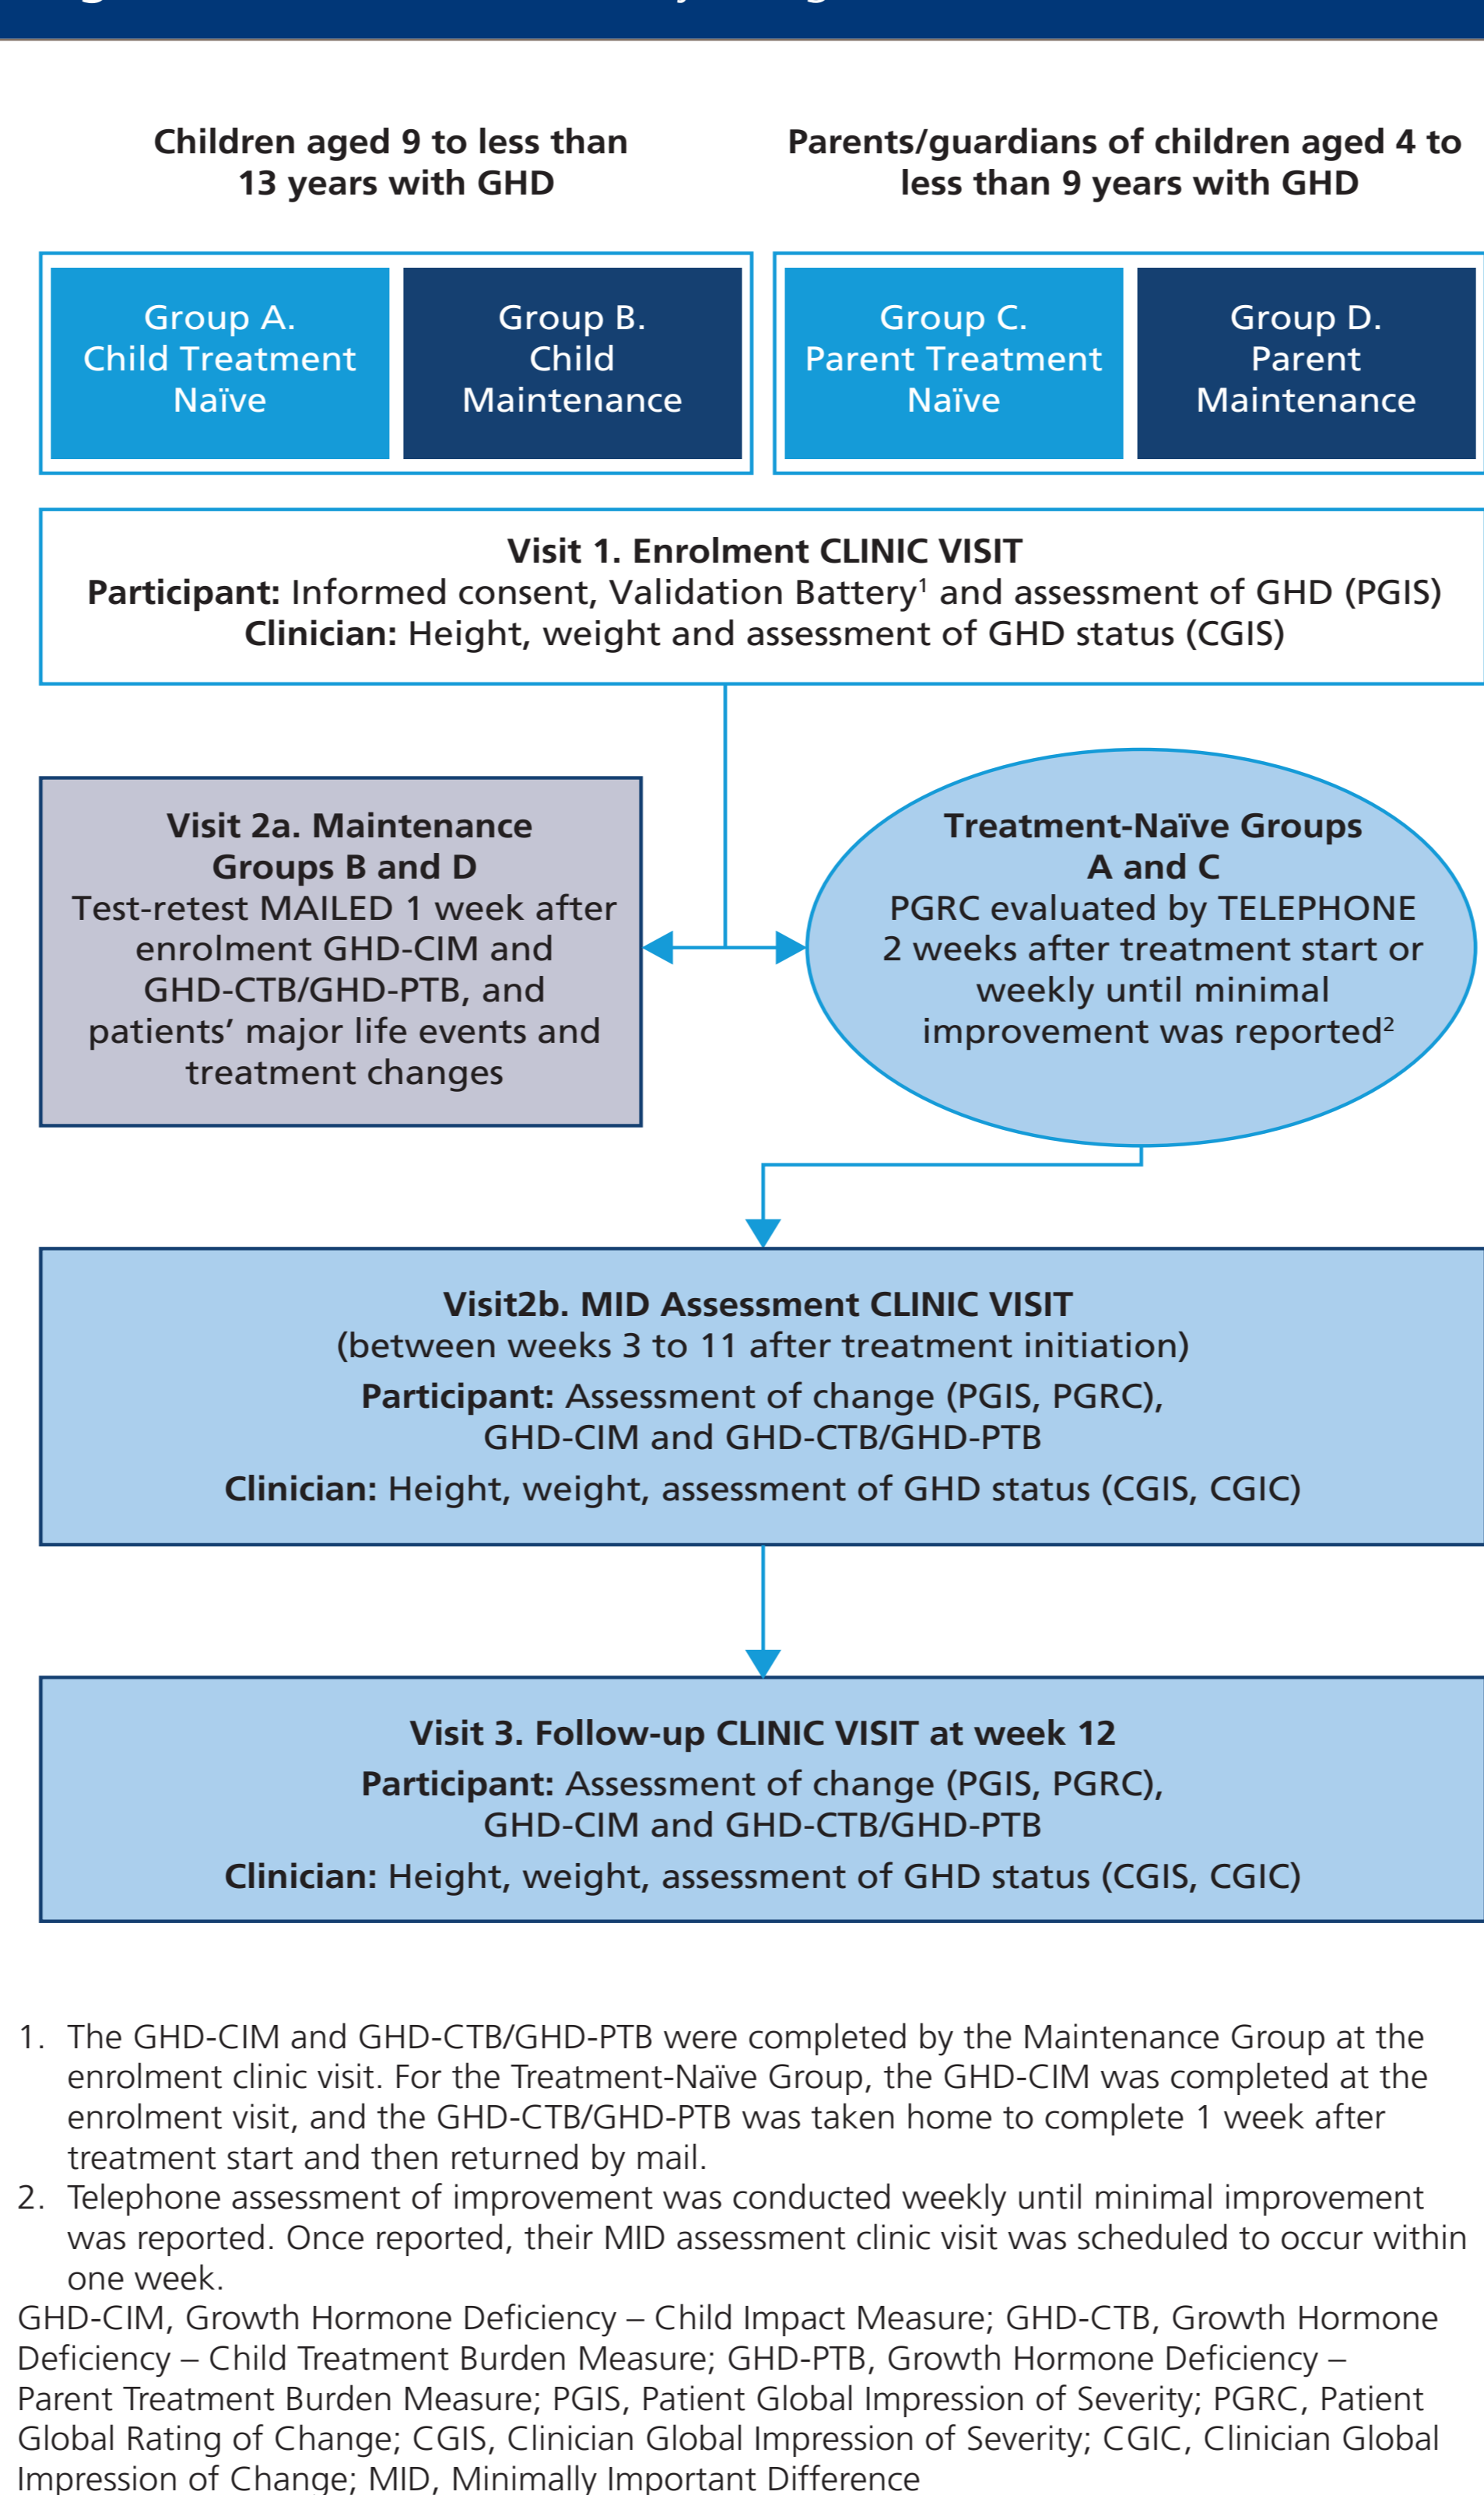 Children aged 9 to less than
13 years with GHD
Parents/guardians of children aged 4 to
less than 9 years with GHD
Group A.
Child Treatment
Naïve
Group B.
Child
Maintenance
Group C.
Parent Treatment
Naïve
Group D.
Parent
Maintenance
Visit 1. Enrolment CLINIC VISIT
Participant: Informed consent, Validation Battery¹ and assessment of GHD (PGIS)
Clinician: Height, weight and assessment of GHD status (CGIS)
Visit 2a. Maintenance
Groups B and D
Test-retest MAILED 1 week after
enrolment GHD-CIM and
GHD-CTB/GHD-PTB, and
patients’ major life events and
treatment changes
Treatment-Naïve Groups
A and C
PGRC evaluated by TELEPHONE
2 weeks after treatment start or
weekly until minimal
improvement was reported²
Visit2b. MID Assessment CLINIC VISIT
(between weeks 3 to 11 after treatment initiation)
Participant: Assessment of change (PGIS, PGRC),
GHD-CIM and GHD-CTB/GHD-PTB
Clinician: Height, weight, assessment of GHD status (CGIS, CGIC)
Visit 3. Follow-up CLINIC VISIT at week 12
Participant: Assessment of change (PGIS, PGRC),
GHD-CIM and GHD-CTB/GHD-PTB
Clinician: Height, weight, assessment of GHD status (CGIS, CGIC)
1. The GHD-CIM and GHD-CTB/GHD-PTB were completed by the Maintenance Group at the
enrolment clinic visit. For the Treatment-Naïve Group, the GHD-CIM was completed at the
enrolment visit, and the GHD-CTB/GHD-PTB was taken home to complete 1 week after
treatment start and then returned by mail.
2. Telephone assessment of improvement was conducted weekly until minimal improvement
was reported. Once reported, their MID assessment clinic visit was scheduled to occur within
one week.
GHD-CIM, Growth Hormone Deficiency – Child Impact Measure; GHD-CTB, Growth Hormone
Deficiency – Child Treatment Burden Measure; GHD-PTB, Growth Hormone Deficiency –
Parent Treatment Burden Measure; PGIS, Patient Global Impression of Severity; PGRC, Patient
Global Rating of Change; CGIS, Clinician Global Impression of Severity; CGIC, Clinician Global
Impression of Change; MID, Minimally Important Difference